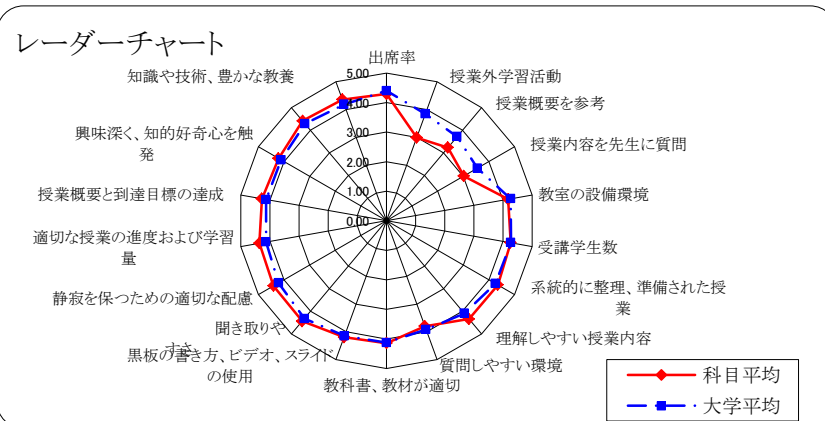 レーダーチャート
出席率
授業外学習活動
授業概要を参考
授業内容を先生に質問
教室の設備環境
受講学生数
系統的に整理、準備された授
業
理解しやすい授業内容
質問しやすい環境
教科書、教材が適切
黒板の書き方、ビデオ、スライド
の使用
聞き取りや
すさ
静寂を保つための適切な配慮
適切な授業の進度および学習
量
授業概要と到達目標の達成
興味深く、知的好奇心を触
発
知識や技術、豊かな教養
5.00
4.00
3.00
2.00
1.00
0.00
科目平均
大学平均